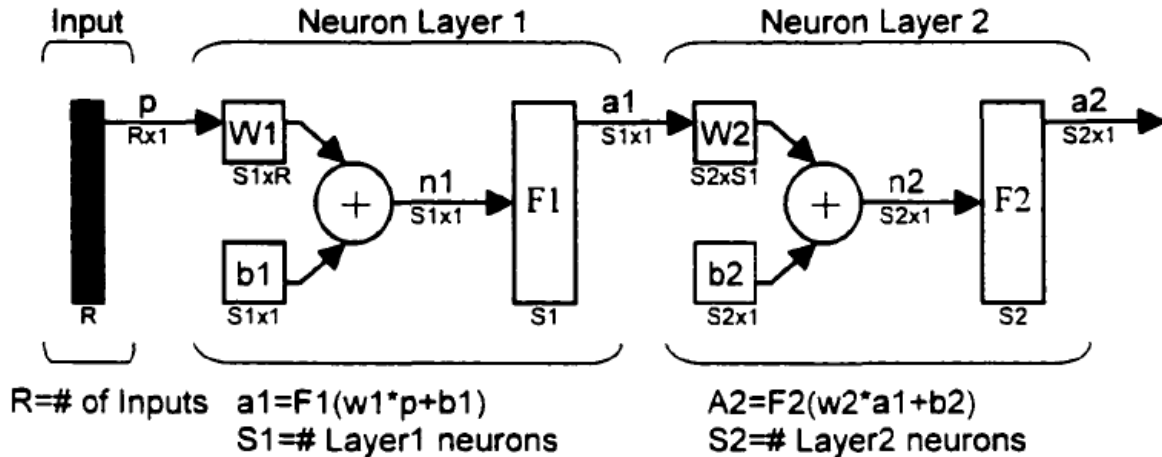 Input
Neuron Layer 1
Neuron Layer 2
p
Rx1
W1
S1xR
n1
S1x1
b1
S1x1
F1
S1
a1
S1x1
W2
S2xS1
n2
S2x1
b2
S2x1
F2
S2
a2
S2x1
R
R=# of Inputs
a1=F1(w1*p+b1)
S1=# Layer1 neurons
A2=F2(w2*a1+b2)
S2=# Layer2 neurons